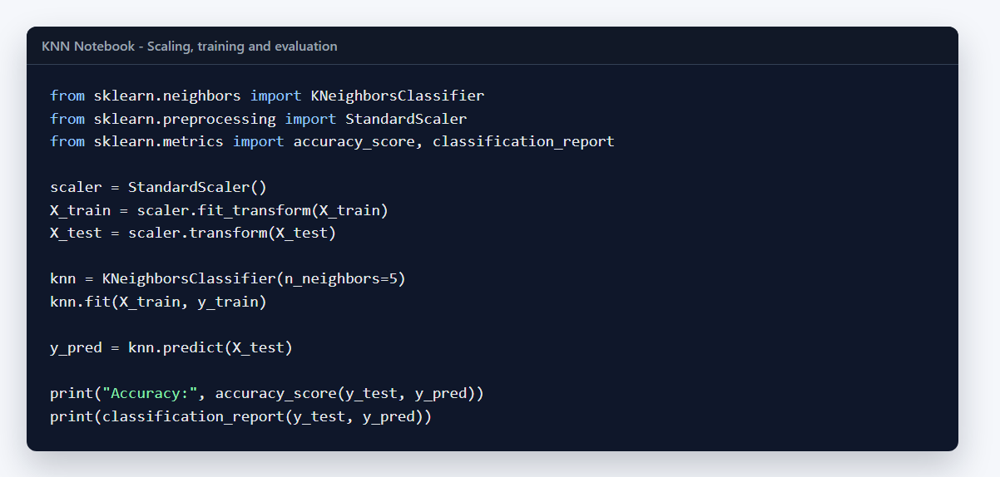 KNN Notebook - Scaling, training and evaluation
from sklearn.neighbors import KNeighborsClassifier
from sklearn.preprocessing import StandardScaler
from sklearn.metrics import accuracy_score, classification_report
scaler = StandardScaler()
X_train = scaler.fit_transform(X_train)
X_test = scaler.transform(X_test)
knn = KNeighborsClassifier(n_neighbors=5)
knn.fit(X_train, y_train)
y_pred = knn.predict(X_test)
print("Accuracy:", accuracy_score(y_test, y_pred))
print(classification_report(y_test, y_pred))